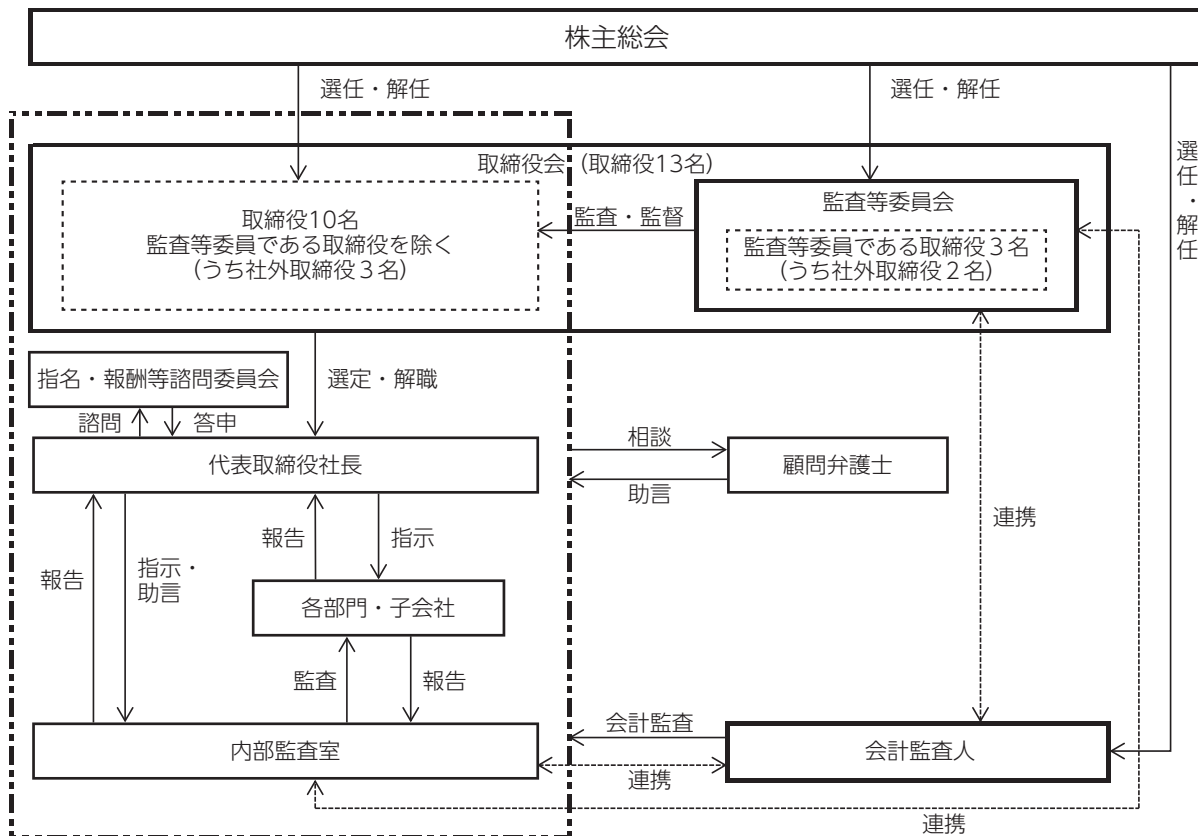 株主総会
選任・解任
選任・解任
選任・解任
取締役会（取締役13名）
取締役10名
監査等委員である取締役を除く
（うち社外取締役３名）
監査・監督
監査等委員会
監査等委員である取締役３名
（うち社外取締役２名）
指名・報酬等諮問委員会
選定・解職
諮問
答申
代表取締役社長
相談
助言
顧問弁護士
連携
報告
指示・
助言
報告
指示
各部門・子会社
監査
報告
内部監査室
会計監査
連携
会計監査人
連携